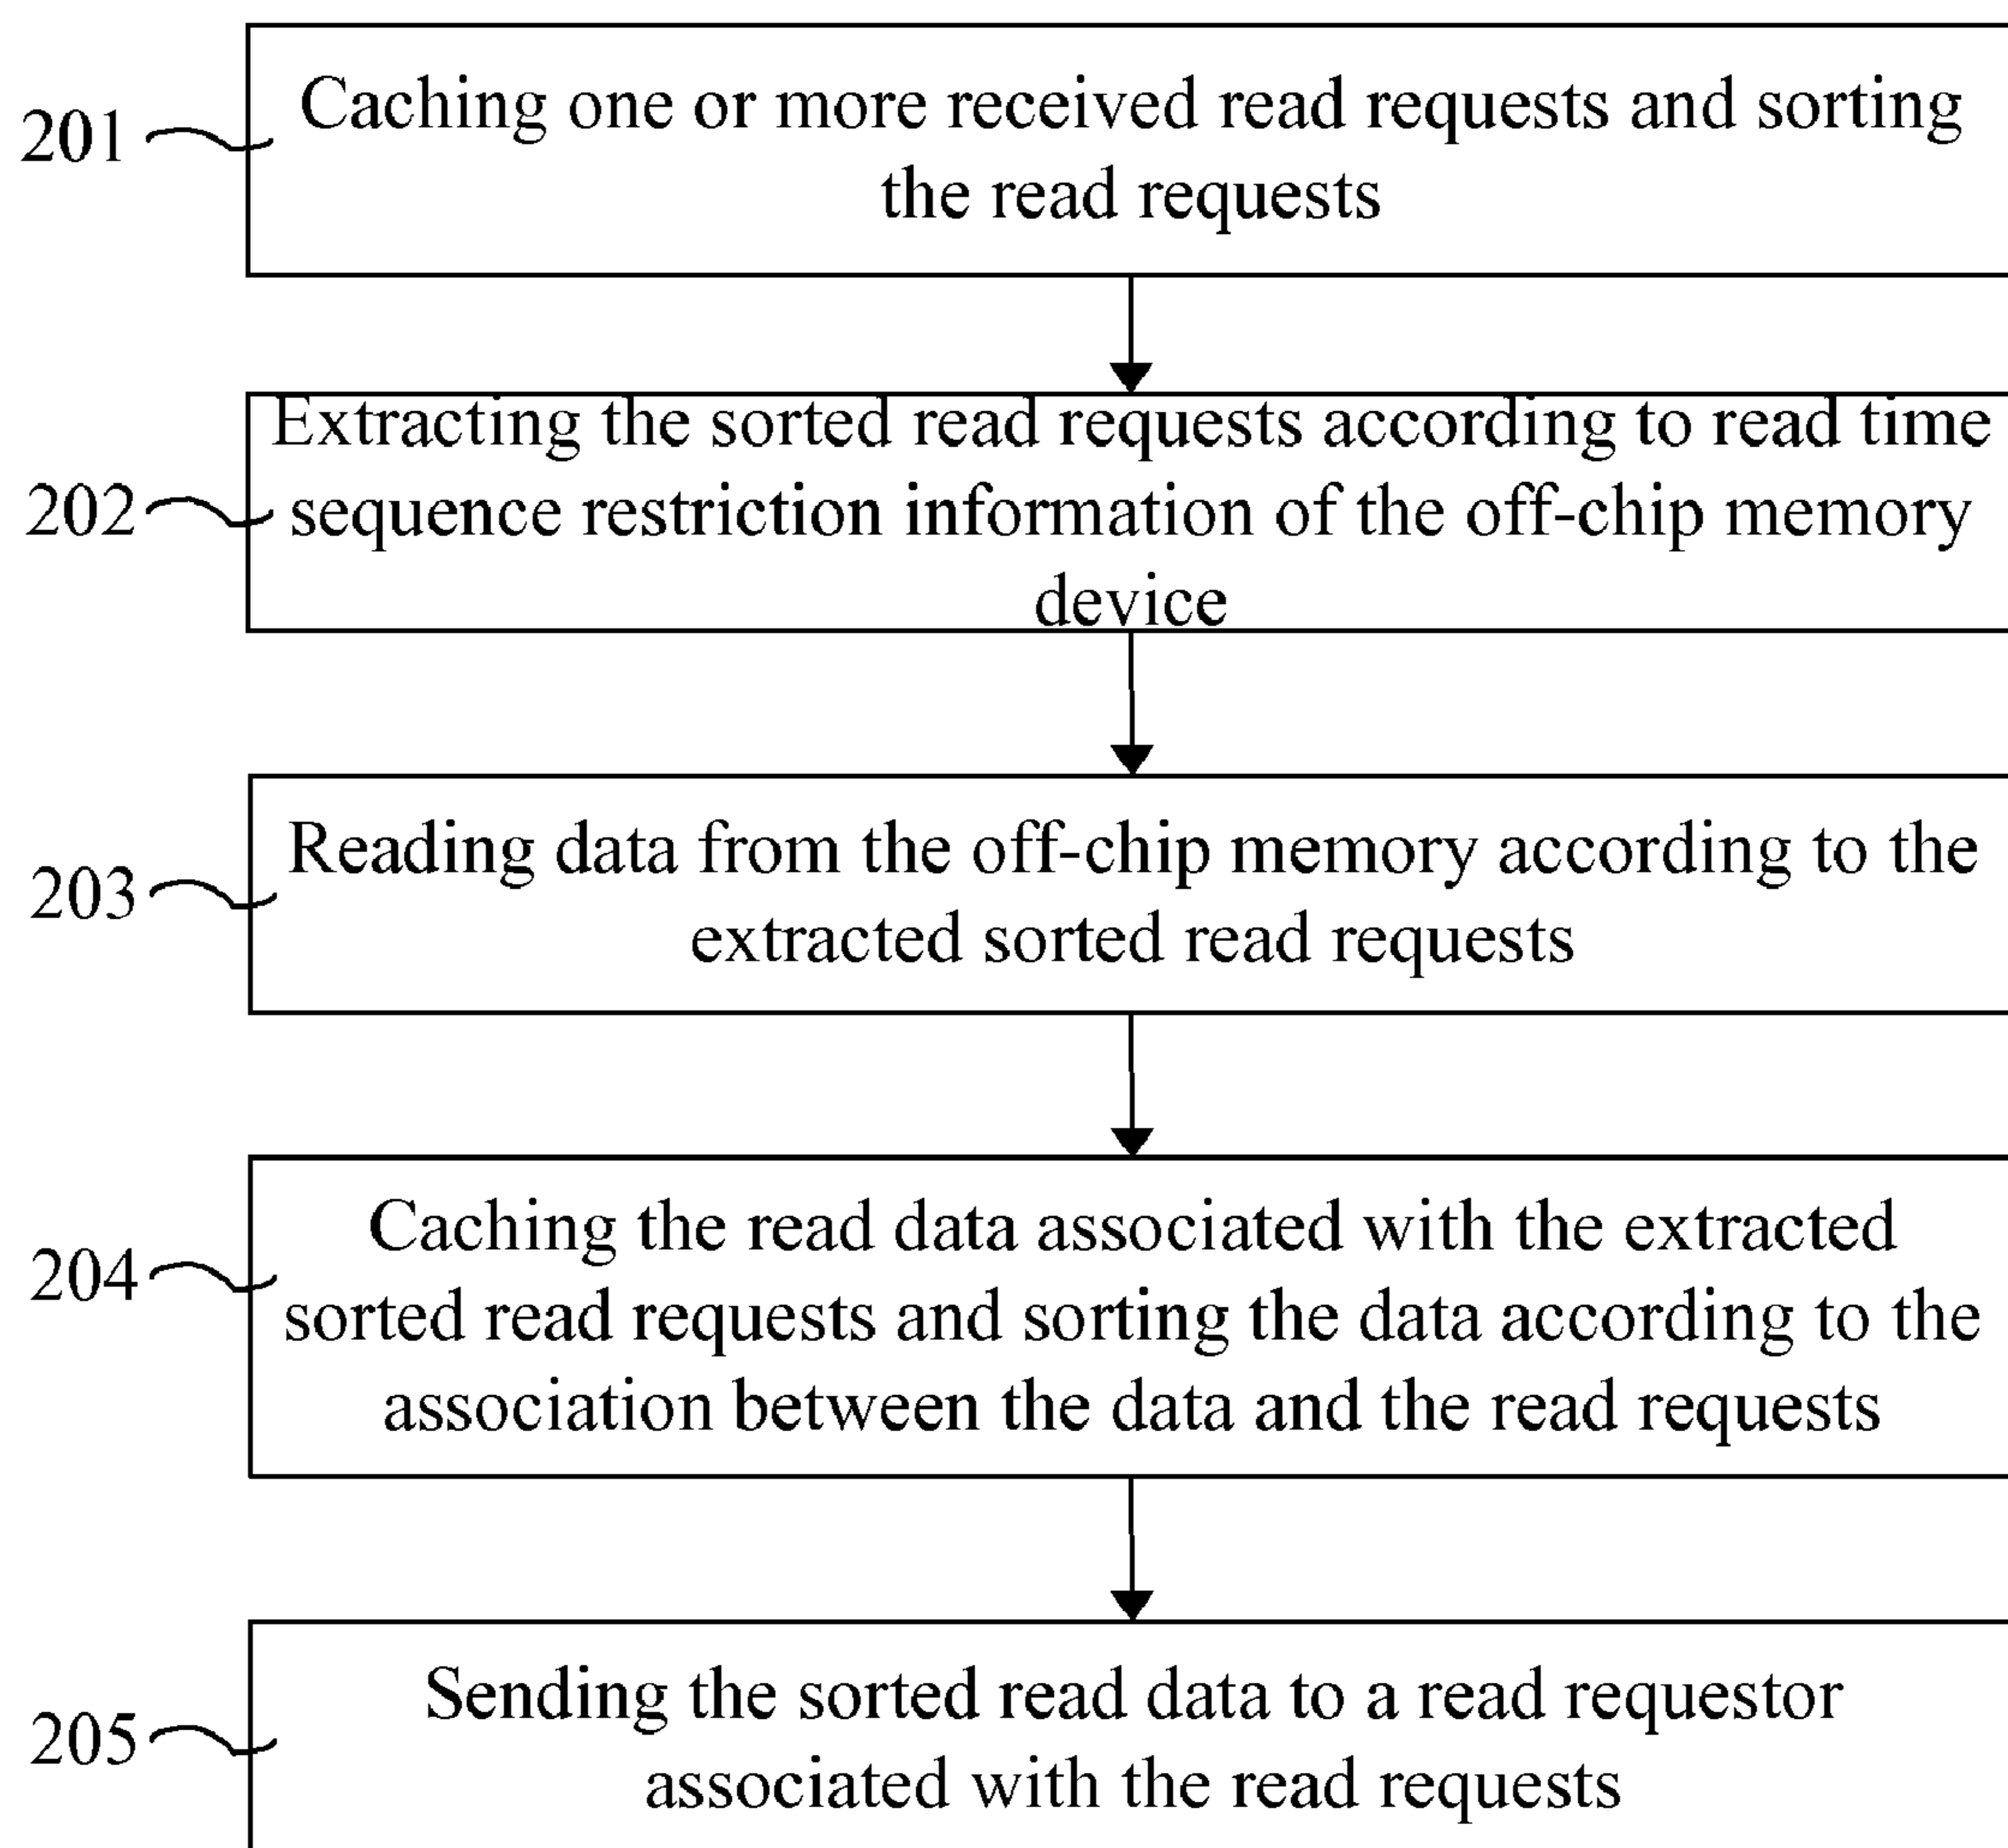 201
Caching one or more received read requests and sorting
the read requests
202
Extracting the sorted read requests according to read time
sequence restriction information of the off-chip memory
device
203
Reading data from the off-chip memory according to the
extracted sorted read requests
204
Caching the read data associated with the extracted
sorted read requests and sorting the data according to the
association between the data and the read requests
205
Sending the sorted read data to a read requestor
associated with the read requests